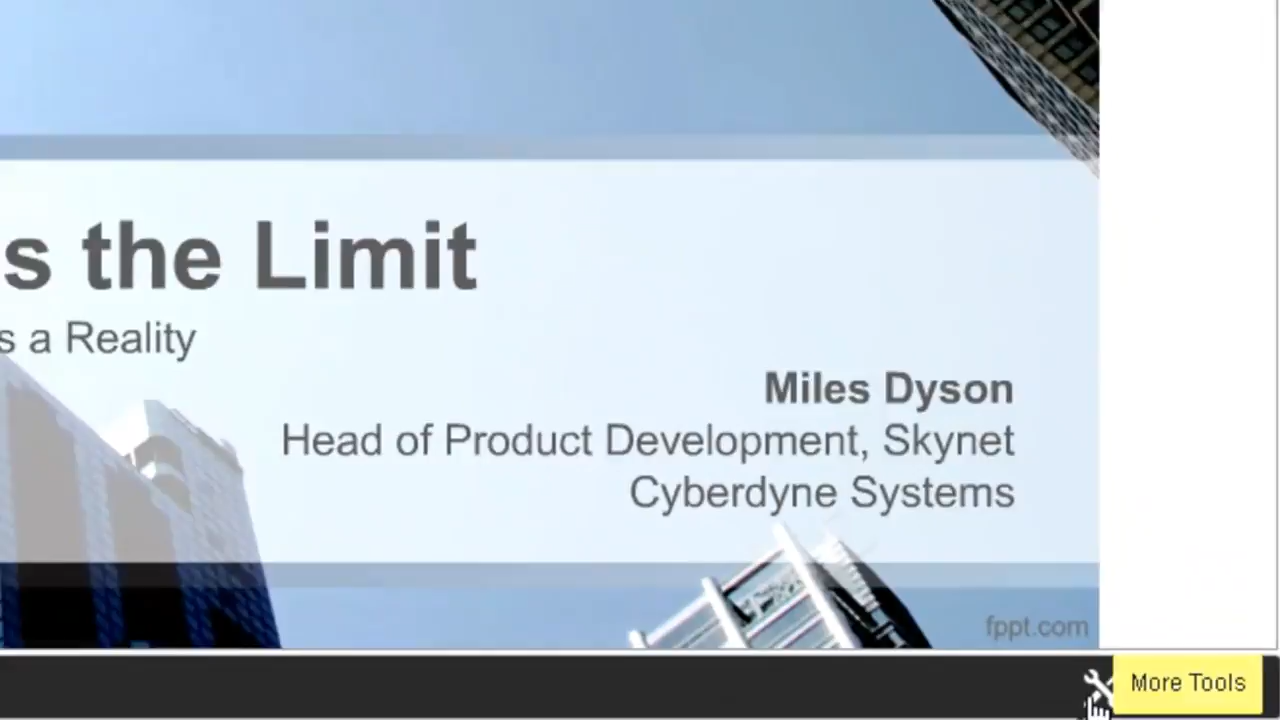 s the Limit
s a Reality
Miles Dyson
Head of Product Development, Skynet
Cyberdyne Systems
fppt.com
More Tools